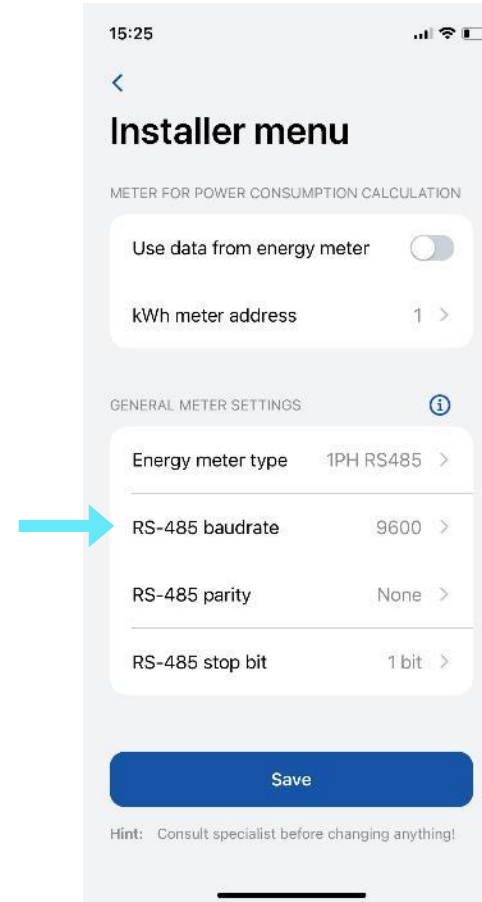 15:25
Installer menu
METER FOR POWER CONSUMPTION CALCULATION
Use data from energy meter
kWh meter address 1
GENERAL METER SETTINGS
Energy meter type 1PH RS485
RS-485 baudrate 9600
RS-485 parity None
RS-485 stop bit 1 bit
Save
Hint: Consult specialist before changing anything!